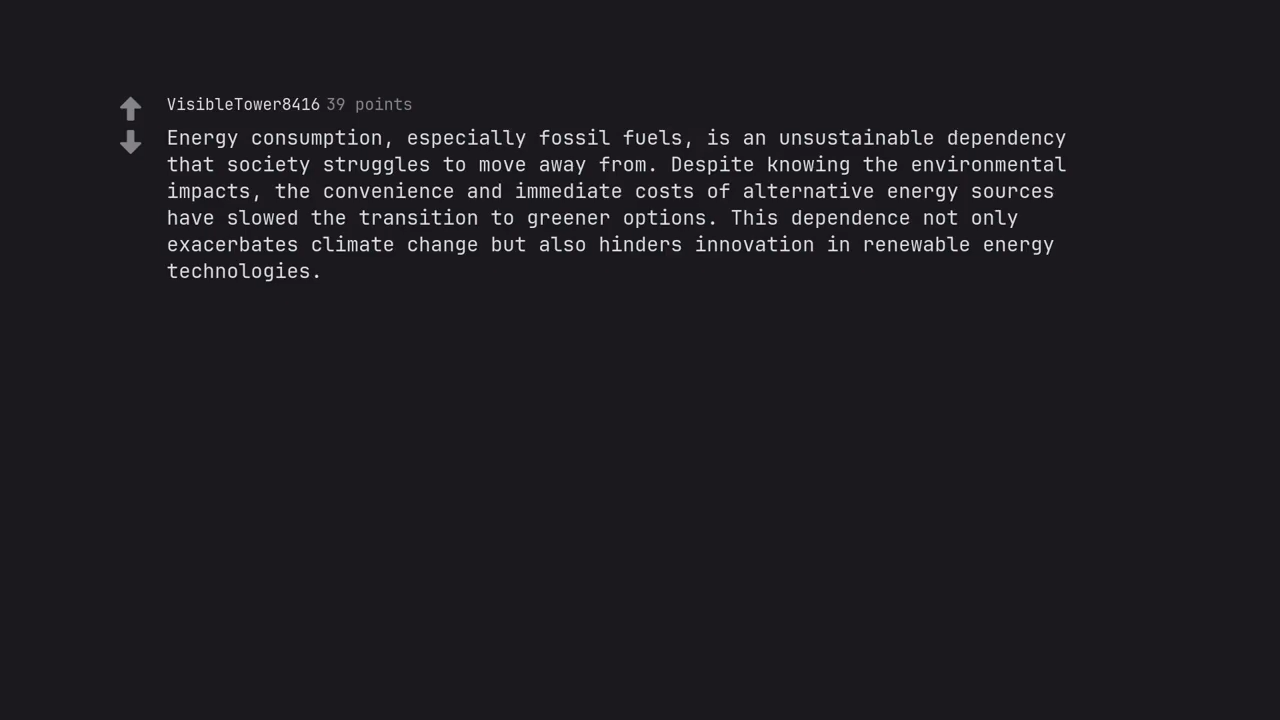 VisibleTower8416 39 points
Energy consumption, especially fossil fuels, is an unsustainable dependency
that society struggles to move away from. Despite knowing the environmental
impacts, the convenience and immediate costs of alternative energy sources
have slowed the transition to greener options. This dependence not only
exacerbates climate change but also hinders innovation in renewable energy
technologies.